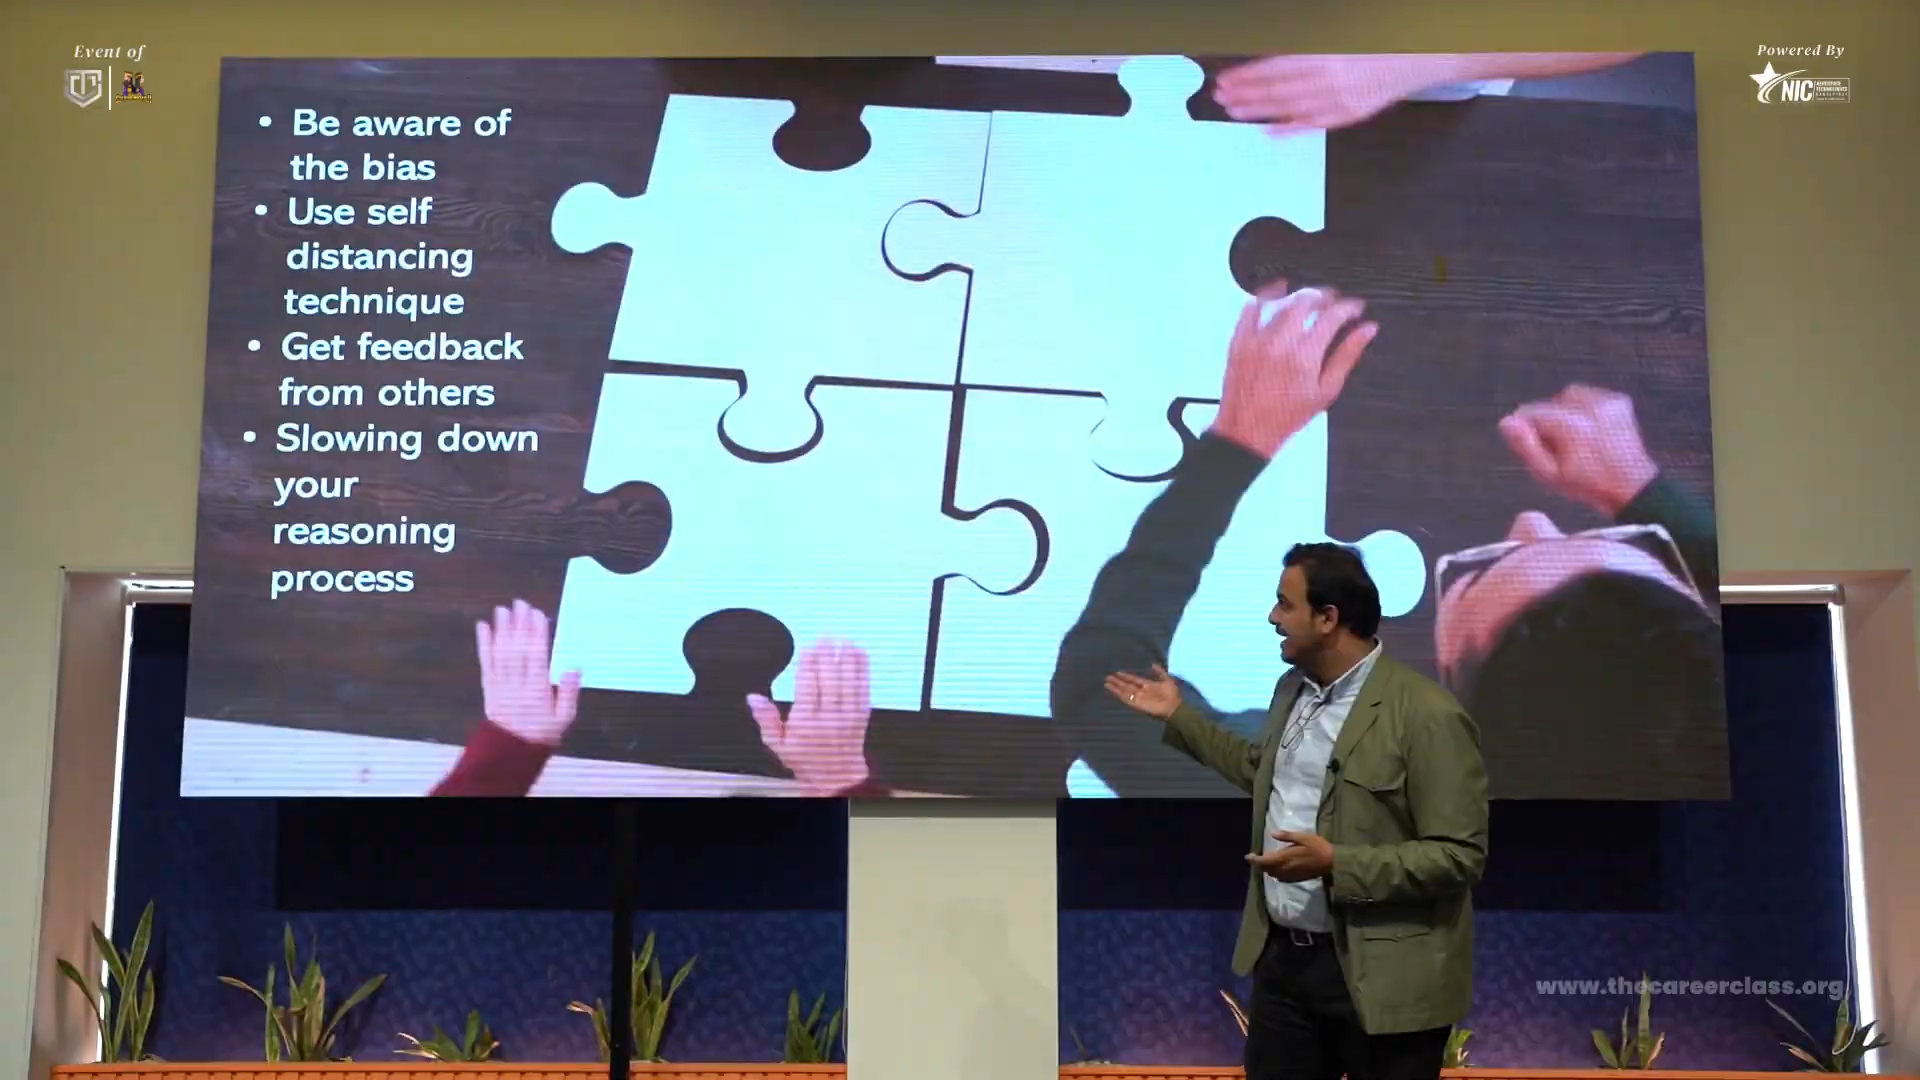 Event of
Powered By
NIC
• Be aware of
the bias
• Use self
distancing
technique
• Get feedback
from others
• Slowing down
your
reasoning
process
www.thecareerclass.org